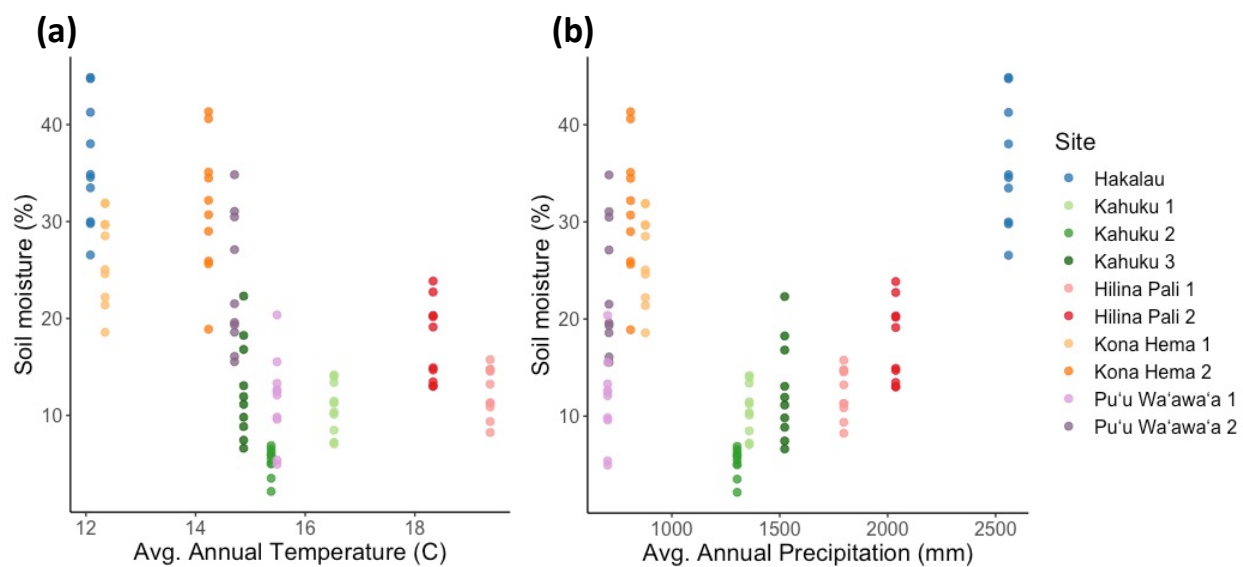 (a)
Soil moisture (%)
40
30
20
10
12
14
16
18
Avg. Annual Temperature (C)
(b)
Soil moisture (%)
40
30
20
10
1000
1500
2000
2500
Avg. Annual Precipitation (mm)
Site
Hakalau
Kahuku 1
Kahuku 2
Kahuku 3
Hilina Pali 1
Hilina Pali 2
Kona Hema 1
Kona Hema 2
Puʻu Waʻawaʻa 1
Puʻu Waʻawaʻa 2